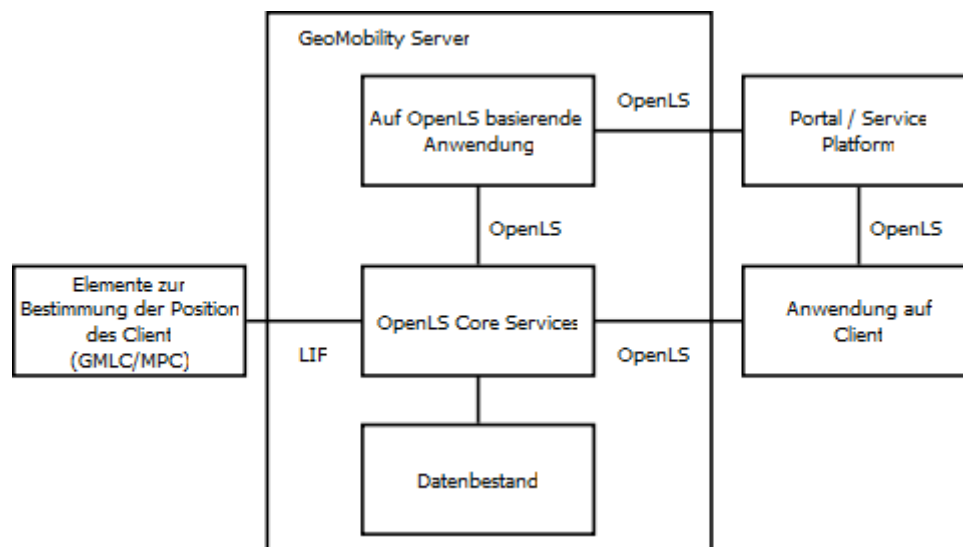 GeoMobility Server
Auf OpenLS basierende
Anwendung
OpenLS
Portal / Service
Platform
OpenLS
OpenLS
Elemente zur
Bestimmung der Position
des Client
(GMLC/MPC)
LIF
OpenLS Core Services
OpenLS
Anwendung auf
Client
Datenbestand